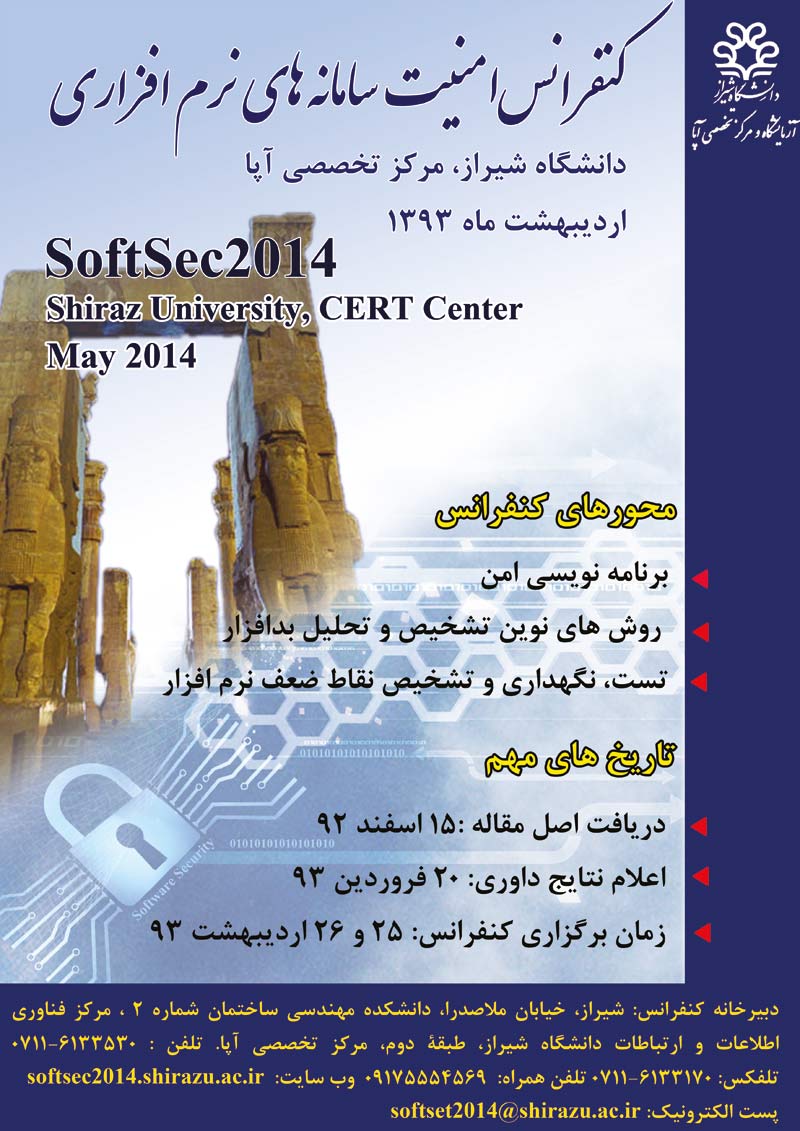 کنفرانس امنیت سامانه های نرم افزاری
دانشگاه شیراز
آزمایشگاه و مرکز تخصصی آپا
دانشگاه شیراز، مرکز تخصصی آپا
اردیبهشت ماه ۱۳۹۳
SoftSec2014
Shiraz University, CERT Center
May 2014
محورهای کنفرانس
برنامه نویسی امن
روش های نوین تشخیص و تحلیل بدافزار
تست، نگهداری و تشخیص نقاط ضعف نرم افزار
تاریخ های مهم
دریافت اصل مقاله :۱۵ اسفند ۹۲
اعلام نتایج داوری: ۲۰ فروردین ۹۳
زمان برگزاری کنفرانس: ۲۵ و ۲۶ اردیبهشت ۹۳
010101010101010
010101010101010
Software Security
دبیرخانه کنفرانس: شیراز، خیابان ملاصدرا، دانشکده مهندسی ساختمان شماره ۲ ، مرکز فناوری
اطلاعات و ارتباطات دانشگاه شیراز، طبقۀ دوم، مرکز تخصصی آپا. تلفن : ۶۱۳۳۵۳۰-۰۷۱۱
تلفکس: ۶۱۳۳۱۷۰-۰۷۱۱ تلفن همراه: ۰۹۱۷۵۵۵۴۵۶۹ وب سایت: softsec2014.shirazu.ac.ir
پست الکترونیک: softset2014@shirazu.ac.ir